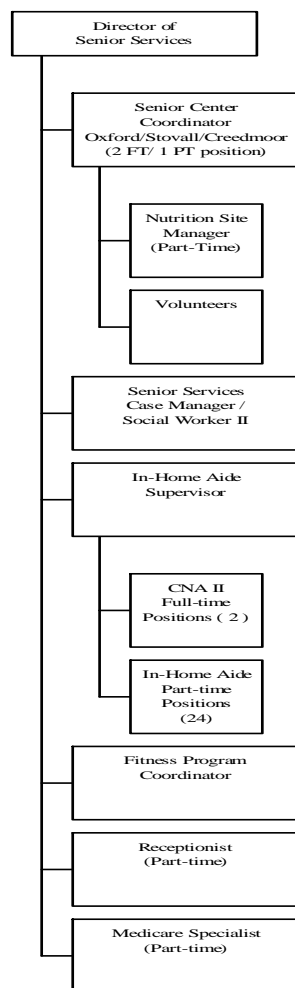 Director of
Senior Services
Senior Center
Coordinator
Oxford/Stovall/Creedmoor
(2 FT/ 1 PT position)
Nutrition Site
Manager
(Part-Time)
Volunteers
Senior Services
Case Manager /
Social Worker II
In-Home Aide
Supervisor
CNA II
Full-time
Positions ( 2 )
In-Home Aide
Part-time
Positions
(24)
Fitness Program
Coordinator
Receptionist
(Part-time)
Medicare Specialist
(Part-time)